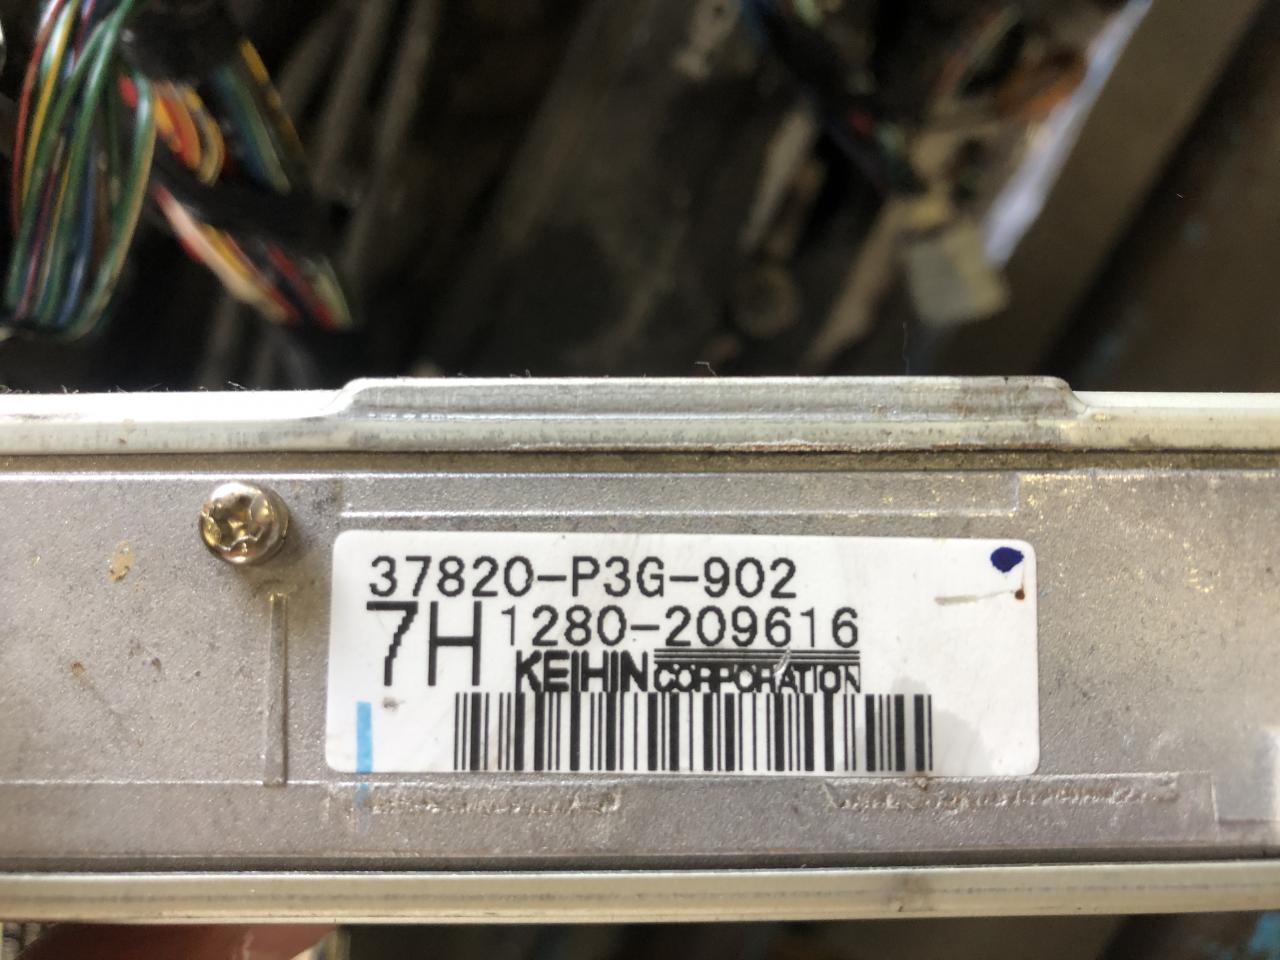 37820-P3G-902
7H 1280-209616
KEIHIN CORPORATION